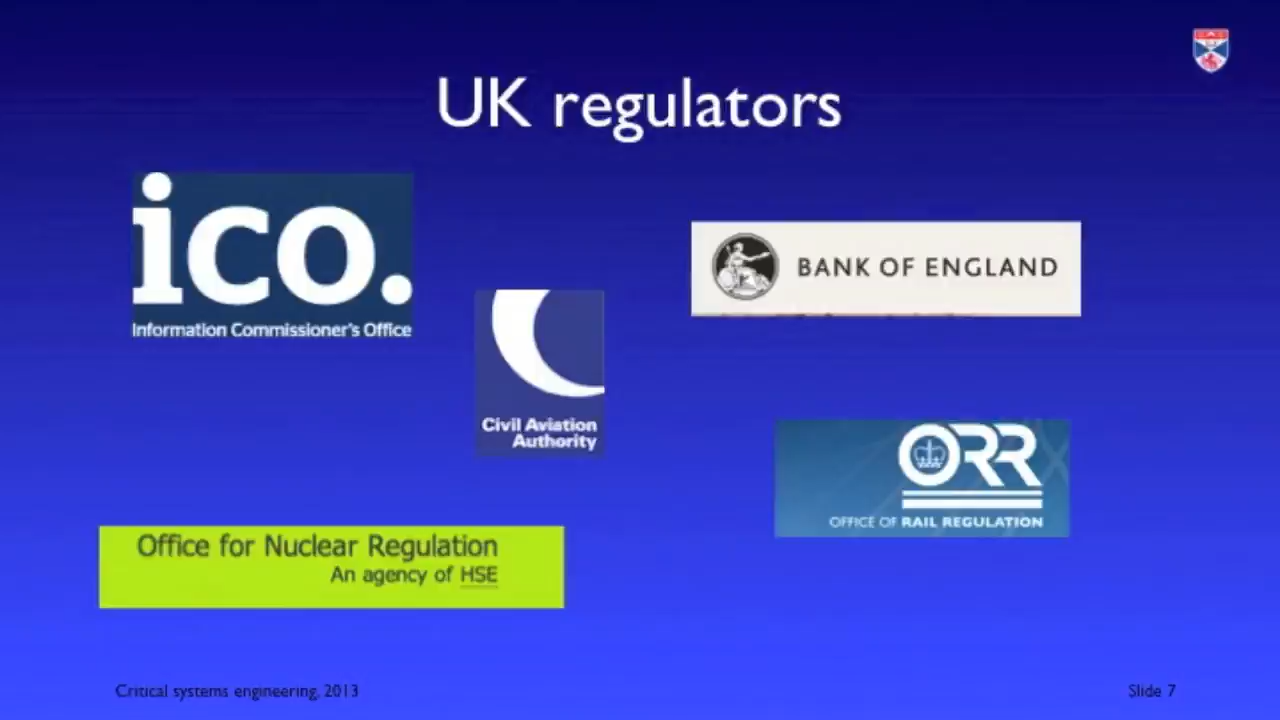 UK regulators
ico.
Information Commissioner's Office
BANK OF ENGLAND
Civil Aviation
Authority
ORR
OFFICE OF RAIL REGULATION
Office for Nuclear Regulation
An agency of HSE
Critical systems engineering, 2013
Slide 7